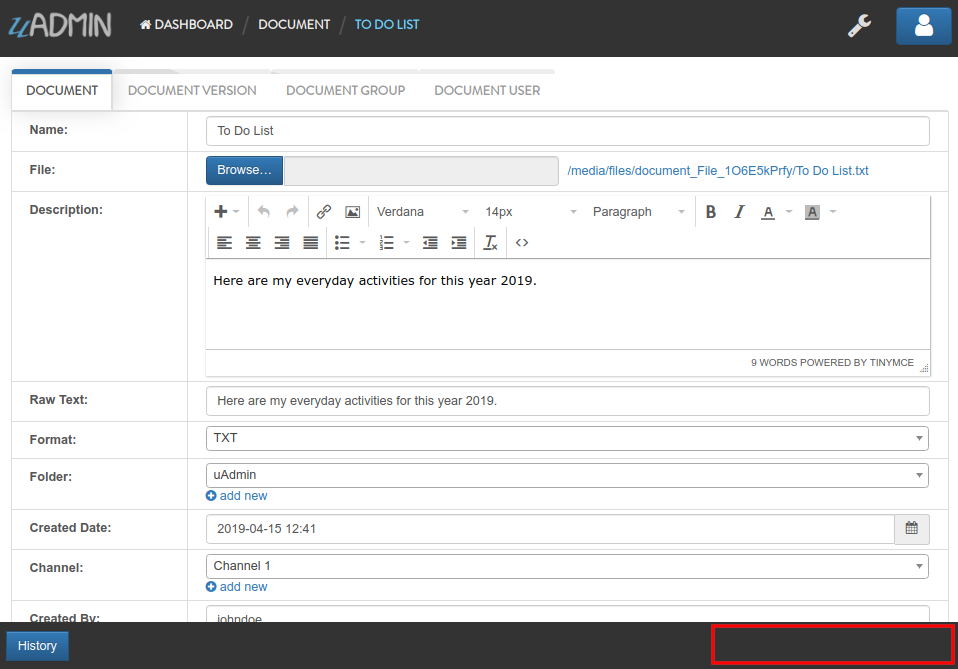 uADMIN DASHBOARD / DOCUMENT / TO DO LIST
DOCUMENT DOCUMENT VERSION DOCUMENT GROUP DOCUMENT USER
Name: To Do List
File: Browse... /media/files/document_File_1O6E5kPrfy/To Do List.txt
Description: Verdana 14px Paragraph B I A A
Here are my everyday activities for this year 2019.
9 WORDS POWERED BY TINYMCE
Raw Text: Here are my everyday activities for this year 2019.
Format: TXT
Folder: uAdmin
add new
Created Date: 2019-04-15 12:41
Channel: Channel 1
add new
Created By: johndoe
History